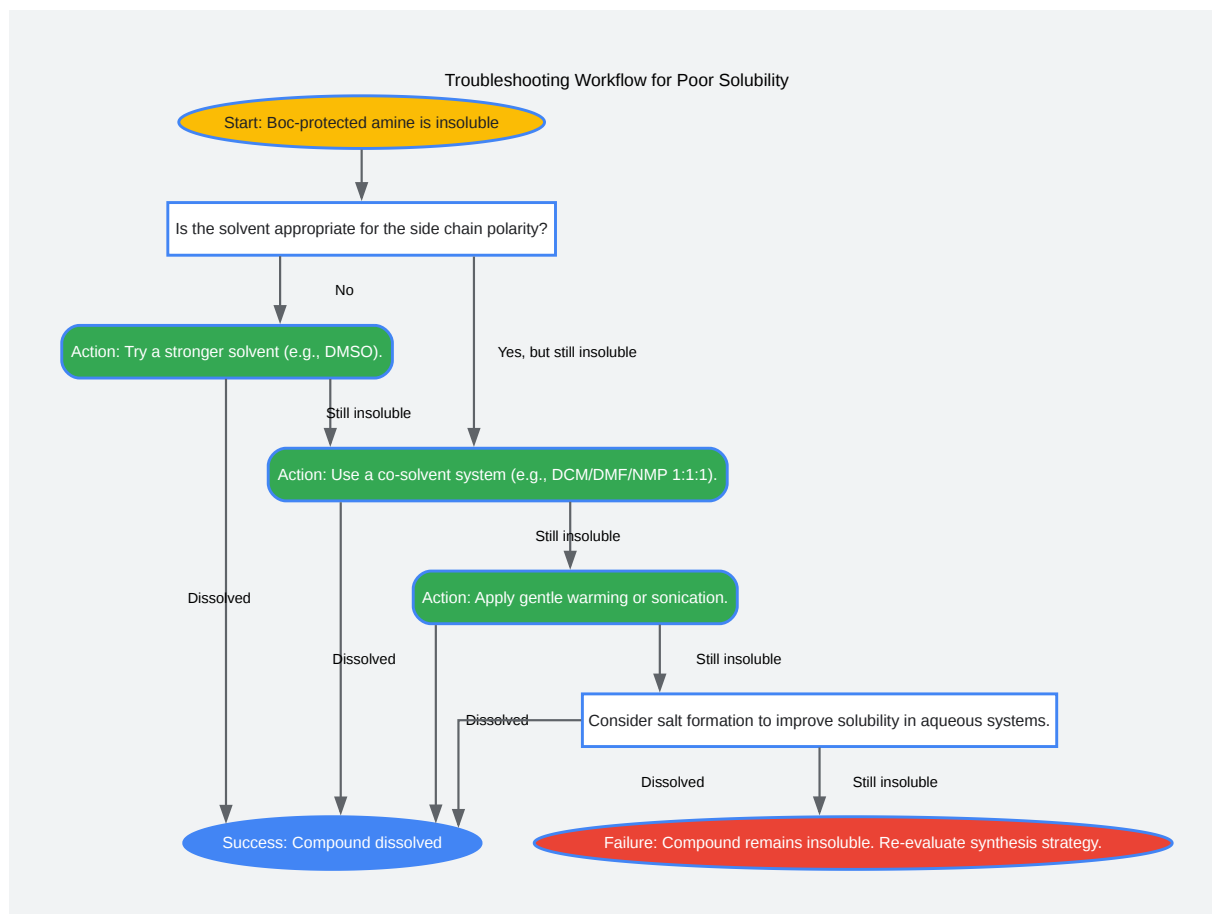 Troubleshooting Workflow for Poor Solubility
Start: Boc-protected amine is insoluble
Is the solvent appropriate for the side chain polarity?
No
Action: Try a stronger solvent (e.g., DMSO).
Yes, but still insoluble
Still insoluble
Action: Use a co-solvent system (e.g., DCM/DMF/NMP 1:1:1).
Still insoluble
Dissolved
Action: Apply gentle warming or sonication.
Dissolved
Still insoluble
Dissolved
Consider salt formation to improve solubility in aqueous systems.
Dissolved
Still insoluble
Success: Compound dissolved
Failure: Compound remains insoluble. Re-evaluate synthesis strategy.